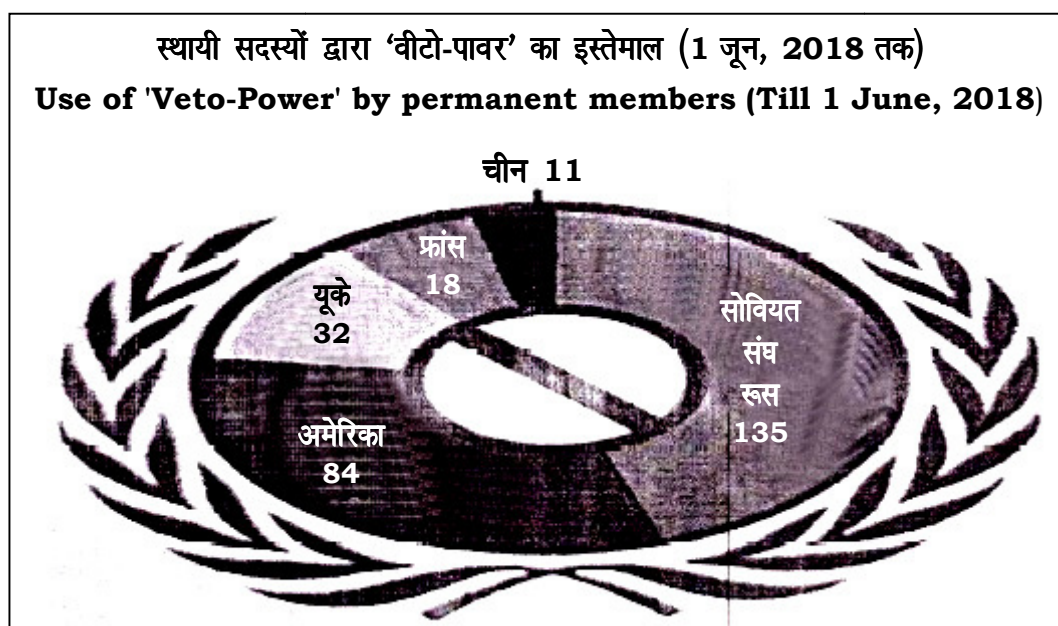 स्थायी सदस्यों द्वारा ‘वीटो-पावर’ का इस्तेमाल (1 जून, 2018 तक)
Use of 'Veto-Power' by permanent members (Till 1 June, 2018)
चीन 11
फ्रांस
18
यूके
32
सोवियत
संघ
रूस
135
अमेरिका
84